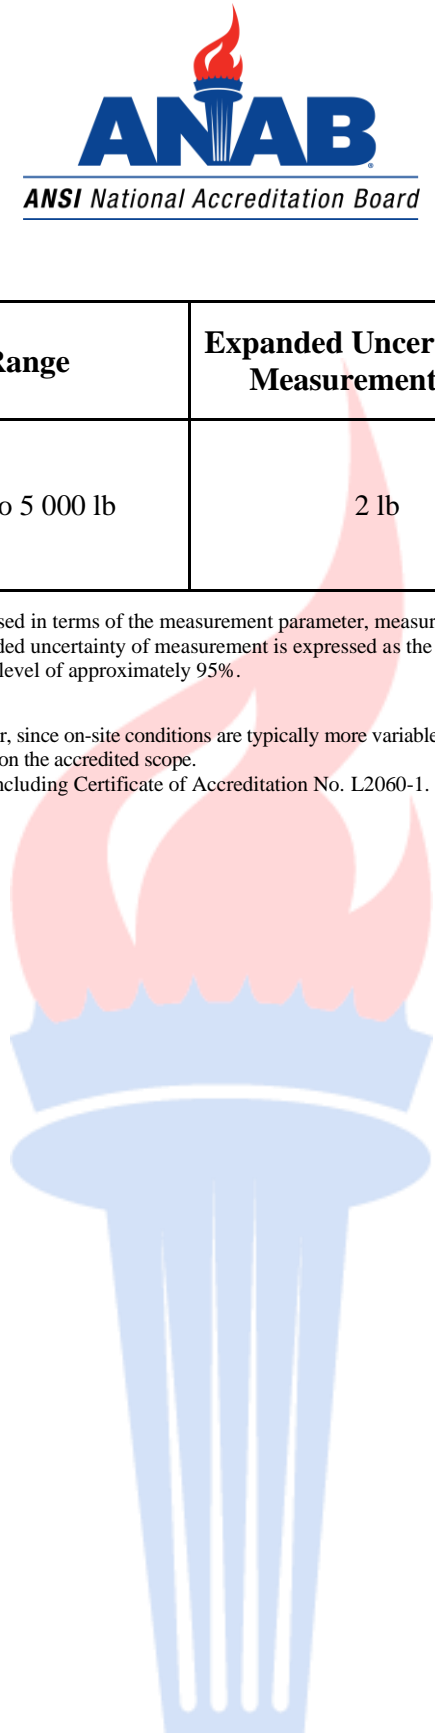 ANAB
ANSI National Accreditation Board
Range
Expanded Uncer
Measurement
o 5 000 lb
2 lb
sed in terms of the measurement parameter, measur
ded uncertainty of measurement is expressed as the
level of approximately 95%.
r, since on-site conditions are typically more variable
on the accredited scope.
ncluding Certificate of Accreditation No. L2060-1.